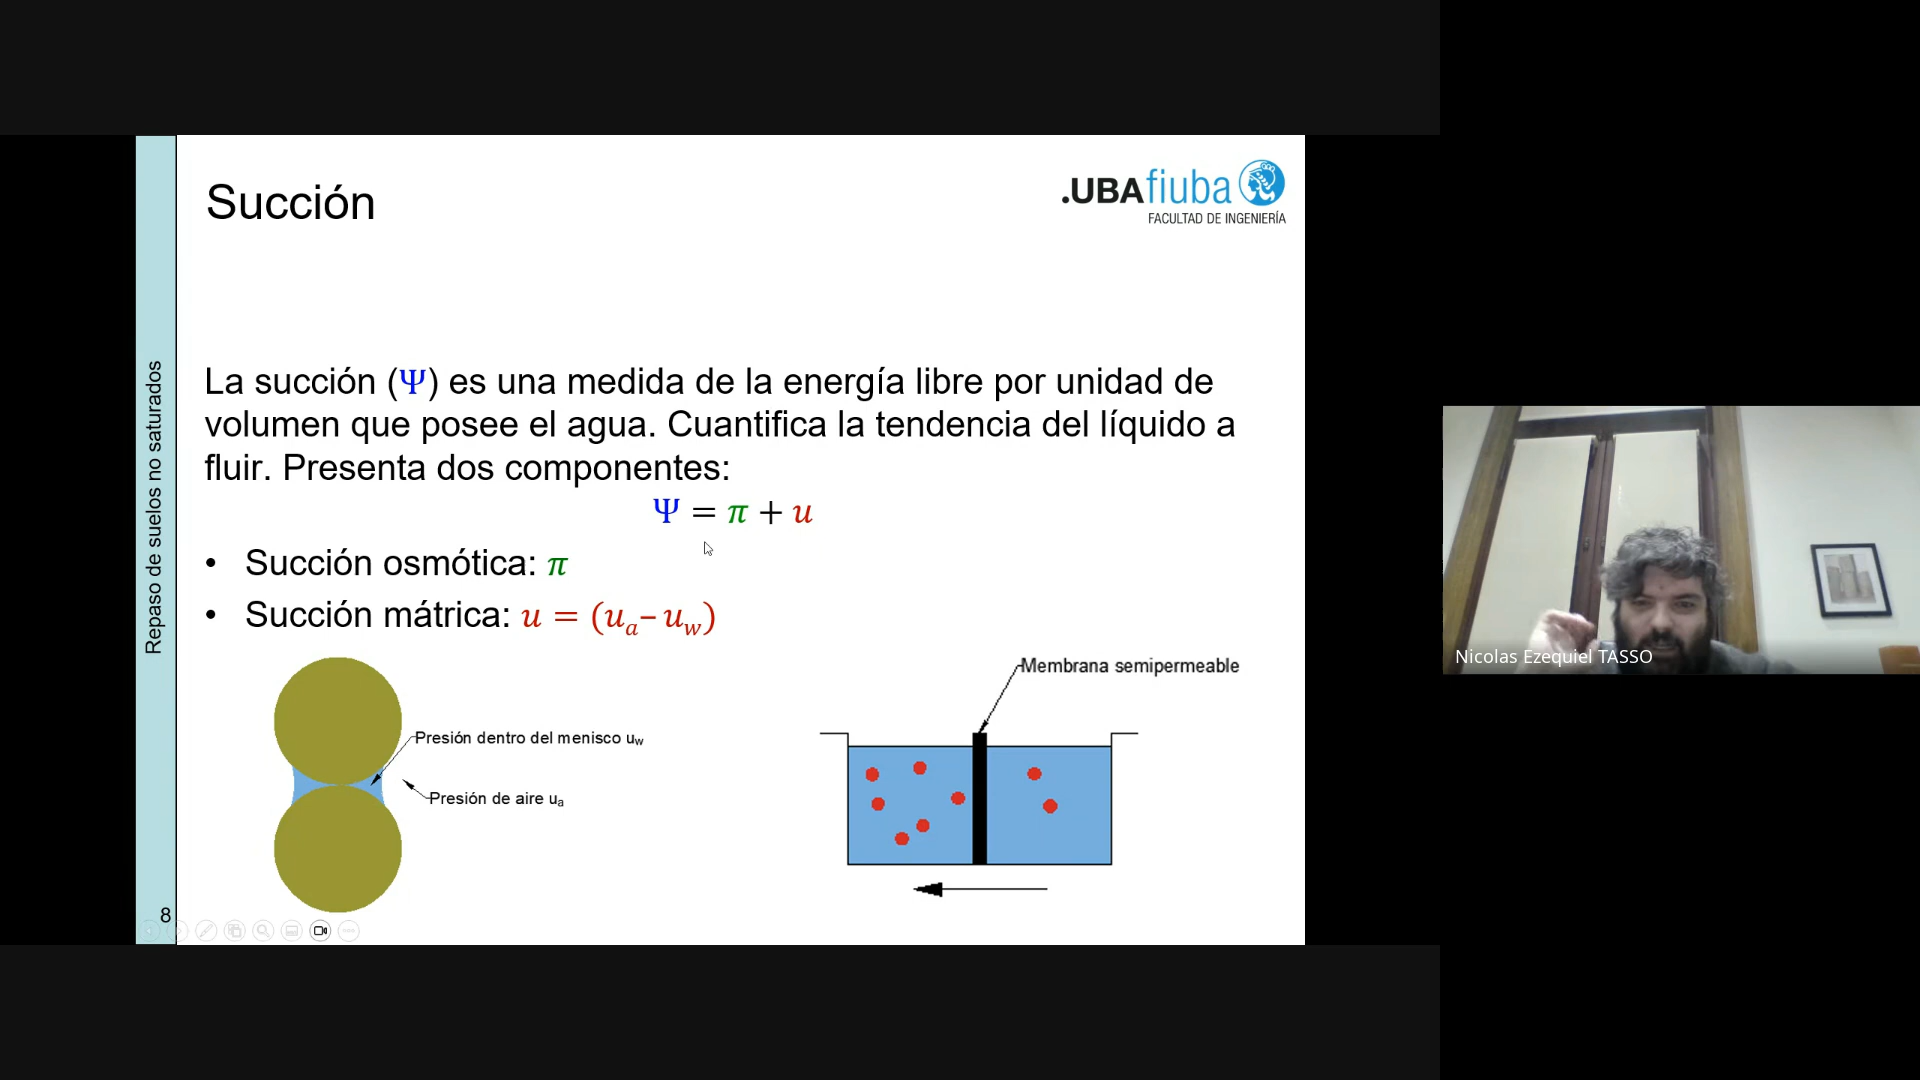 Succión
.UBAfiuba
FACULTAD DE INGENIERÍA
Repaso de suelos no saturados
La succión (Ψ) es una medida de la energía libre por unidad de
volumen que posee el agua. Cuantifica la tendencia del líquido a
fluir. Presenta dos componentes:
Ψ = π + u
• Succión osmótica: π
• Succión mátrica: u = (uₐ– u_w)
Membrana semipermeable
Presión dentro del menisco u_w
Presión de aire uₐ
8
Nicolas Ezequiel TASSO